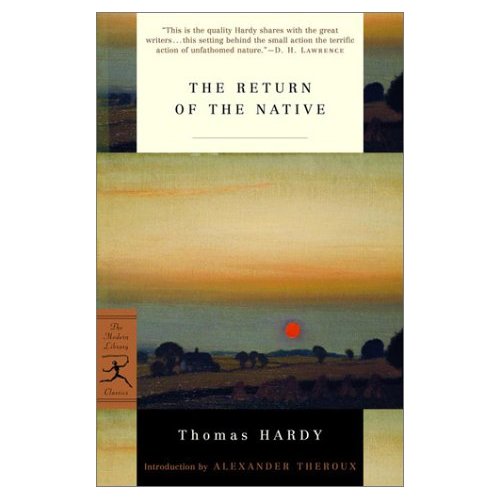 "This is the quality Hardy shares with the great
writers...this setting behind the small action the terrific
action of unfathomed nature."—D. H. LAWRENCE
THE RETURN
OF THE NATIVE
The
Modern
Library
Classics
Thomas HARDY
Introduction by ALEXANDER THEROUX